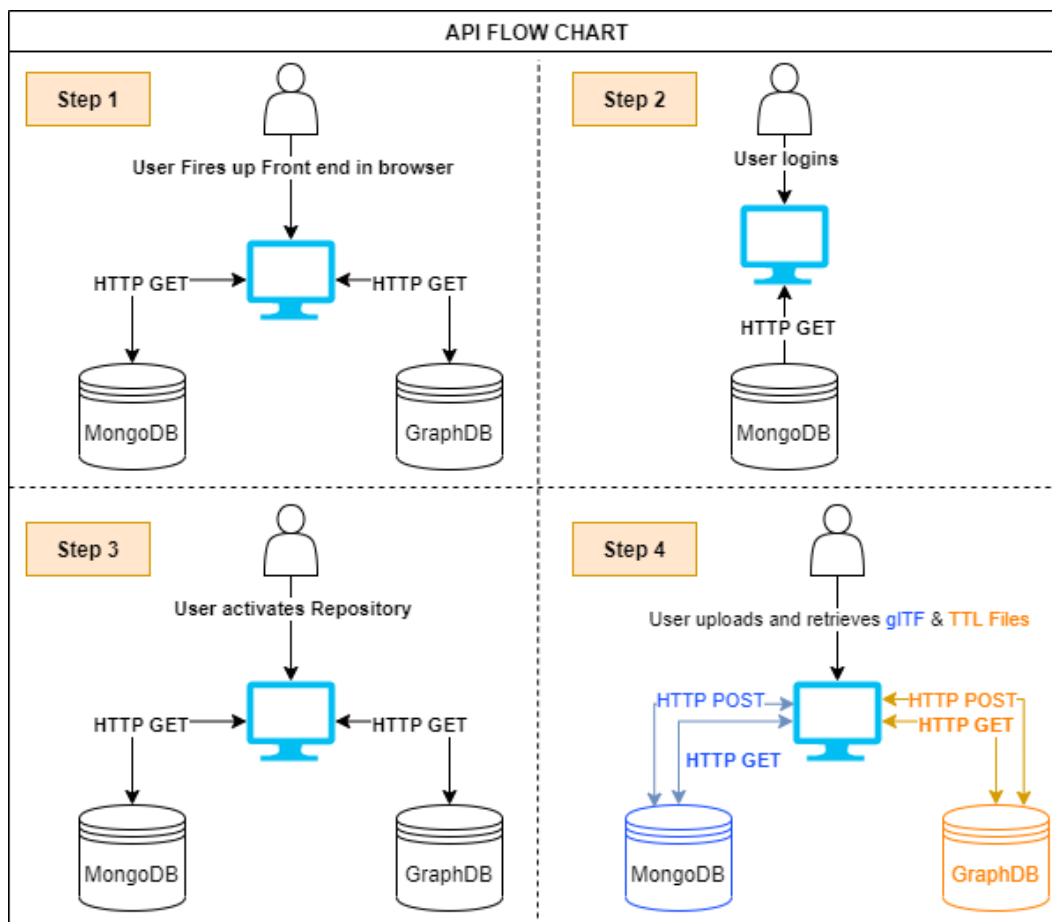 API FLOW CHART
Step 1
User Fires up Front end in browser
HTTP GET
HTTP GET
MongoDB
GraphDB
Step 2
User logins
HTTP GET
MongoDB
Step 3
User activates Repository
HTTP GET
HTTP GET
MongoDB
GraphDB
Step 4
User uploads and retrieves glTF & TTL Files
HTTP POST
HTTP GET
HTTP POST
HTTP GET
MongoDB
GraphDB